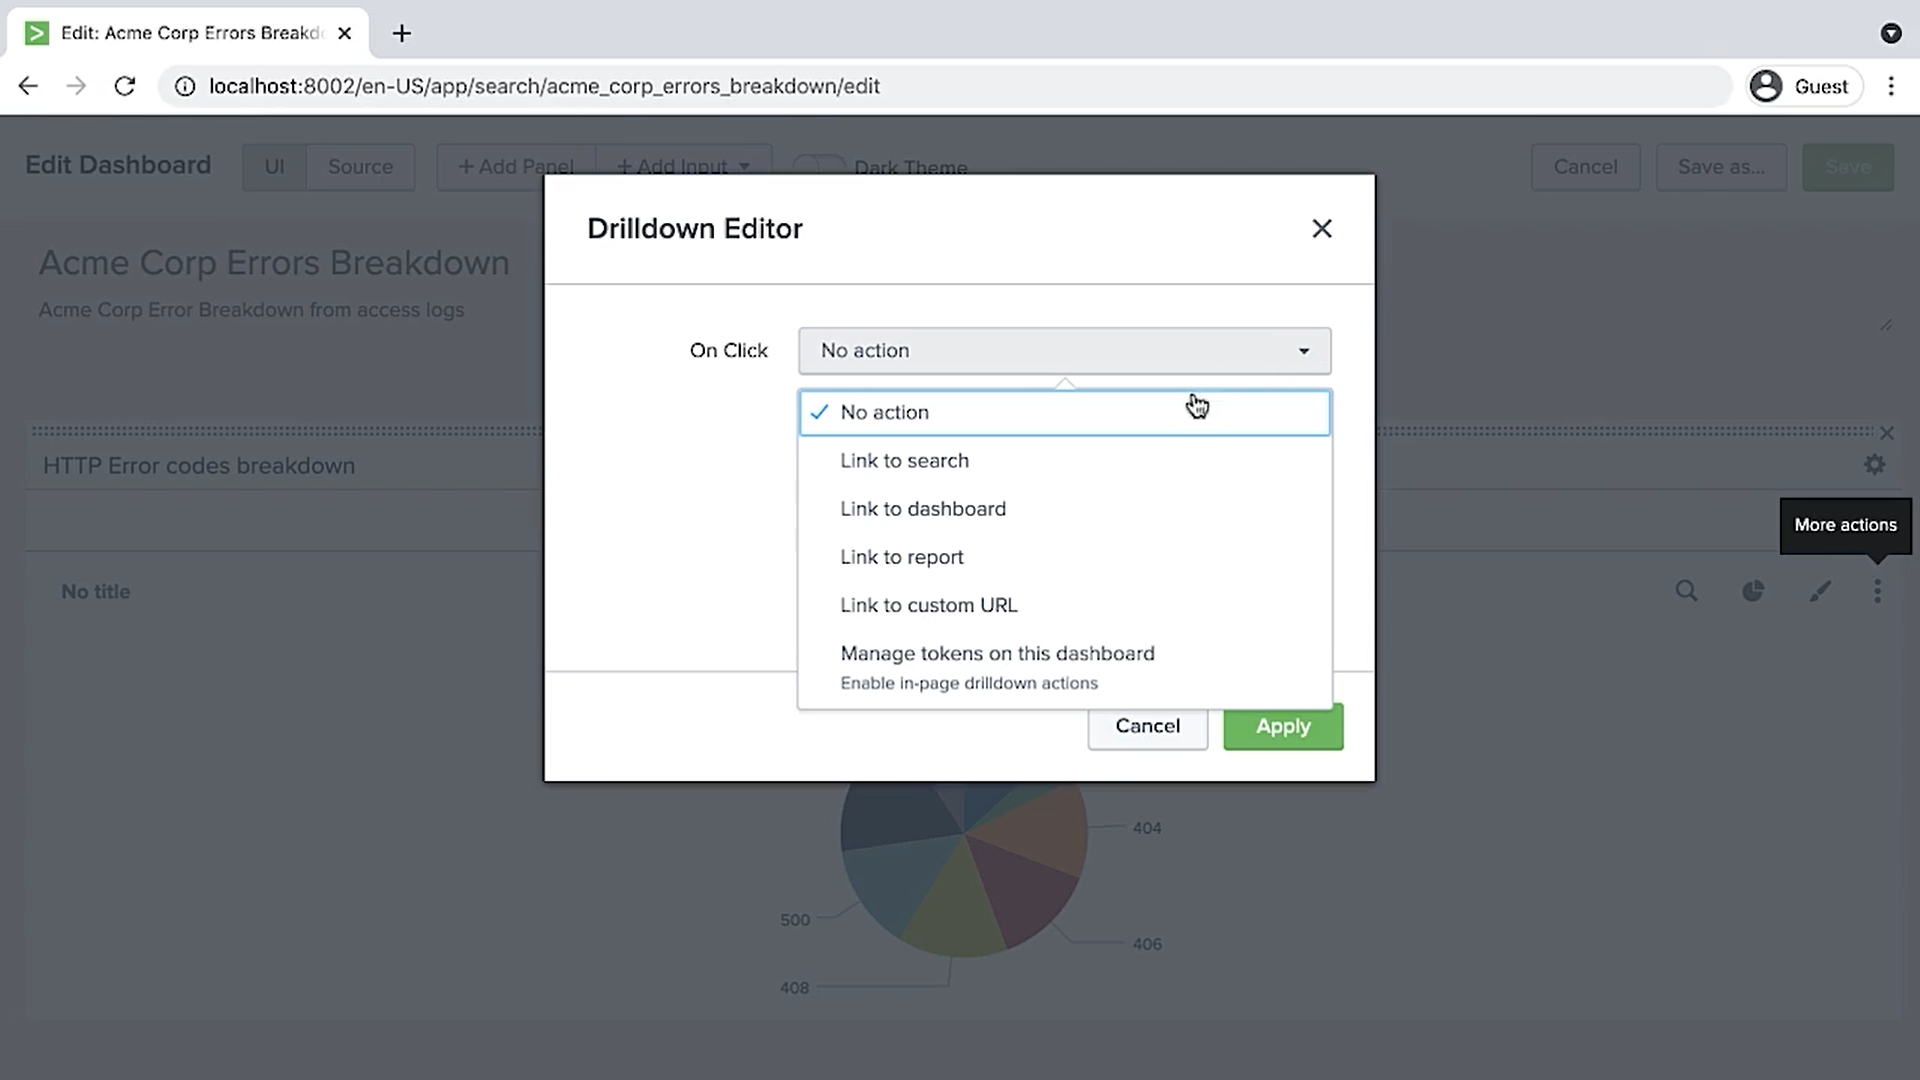 Edit: Acme Corp Errors Breakd
localhost:8002/en-US/app/search/acme_corp_errors_breakdown/edit
Guest
Edit Dashboard
UI
Source
+ Add Panel
+ Add Input
Dark Theme
Cancel
Save as...
Save
Acme Corp Errors Breakdown
Acme Corp Error Breakdown from access logs
Drilldown Editor
On Click
No action
No action
Link to search
Link to dashboard
Link to report
Link to custom URL
Manage tokens on this dashboard
Enable in-page drilldown actions
Cancel
Apply
HTTP Error codes breakdown
More actions
No title
404
500
406
408